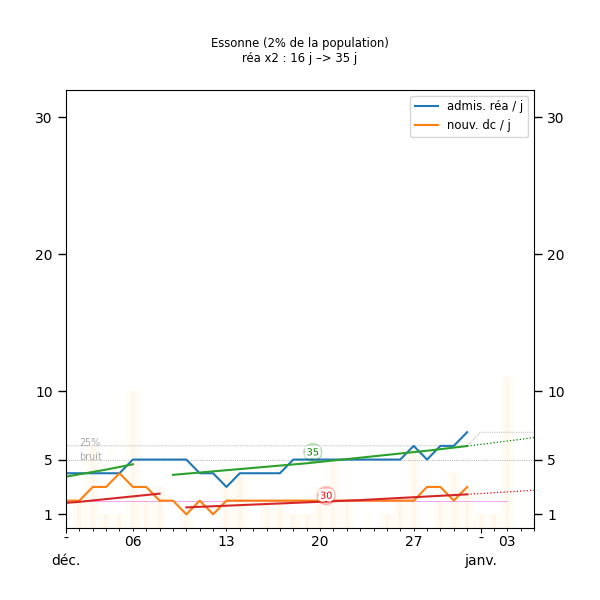 Essonne (2% de la population)
réa x2 : 16 j –> 35 j
admis. réa / j
nouv. dc / j
30
30
20
20
10
10
25%
bruit
5
5
35
30
1
1
-
06
13
20
27
-
03
déc.
janv.